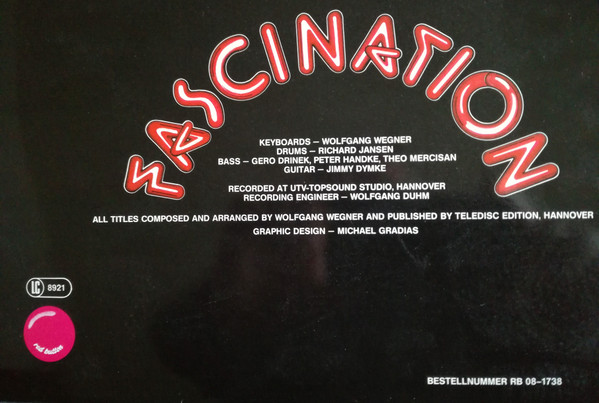 FASCINATION
KEYBOARDS – WOLFGANG WEGNER
DRUMS – RICHARD JANSEN
BASS – GERO DRINEK, PETER HANDKE, THEO MERCISAN
GUITAR – JIMMY DYMKE
RECORDED AT UTV-TOPSOUND STUDIO, HANNOVER
RECORDING ENGINEER – WOLFGANG DUHM
ALL TITLES COMPOSED AND ARRANGED BY WOLFGANG WEGNER AND PUBLISHED BY TELEDISC EDITION, HANNOVER
GRAPHIC DESIGN – MICHAEL GRADIAS
LC 8921
red button
BESTELLNUMMER RB 08-1738